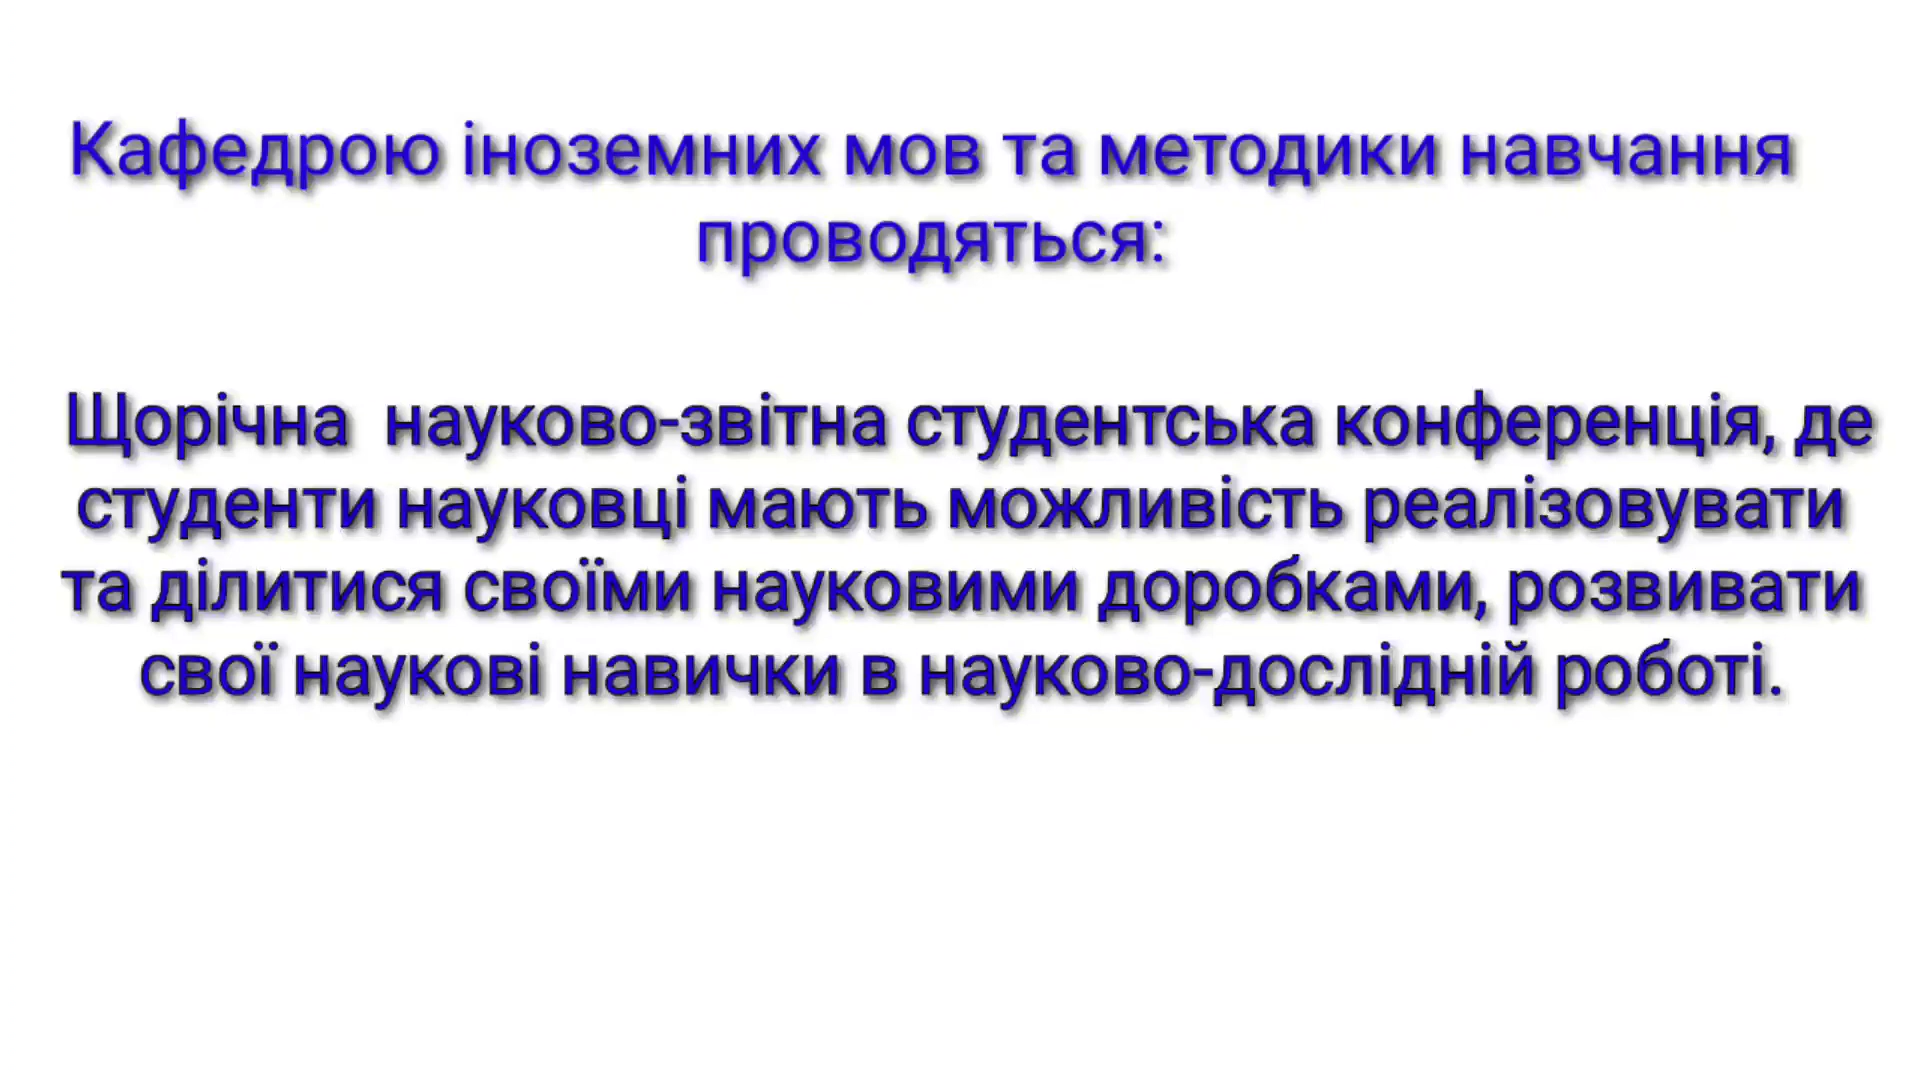 Кафедрою іноземних мов та методики навчання
проводяться:
Щорічна науково-звітна студентська конференція, де
студенти науковці мають можливість реалізовувати
та ділитися своїми науковими доробками, розвивати
свої наукові навички в науково-дослідній роботі.